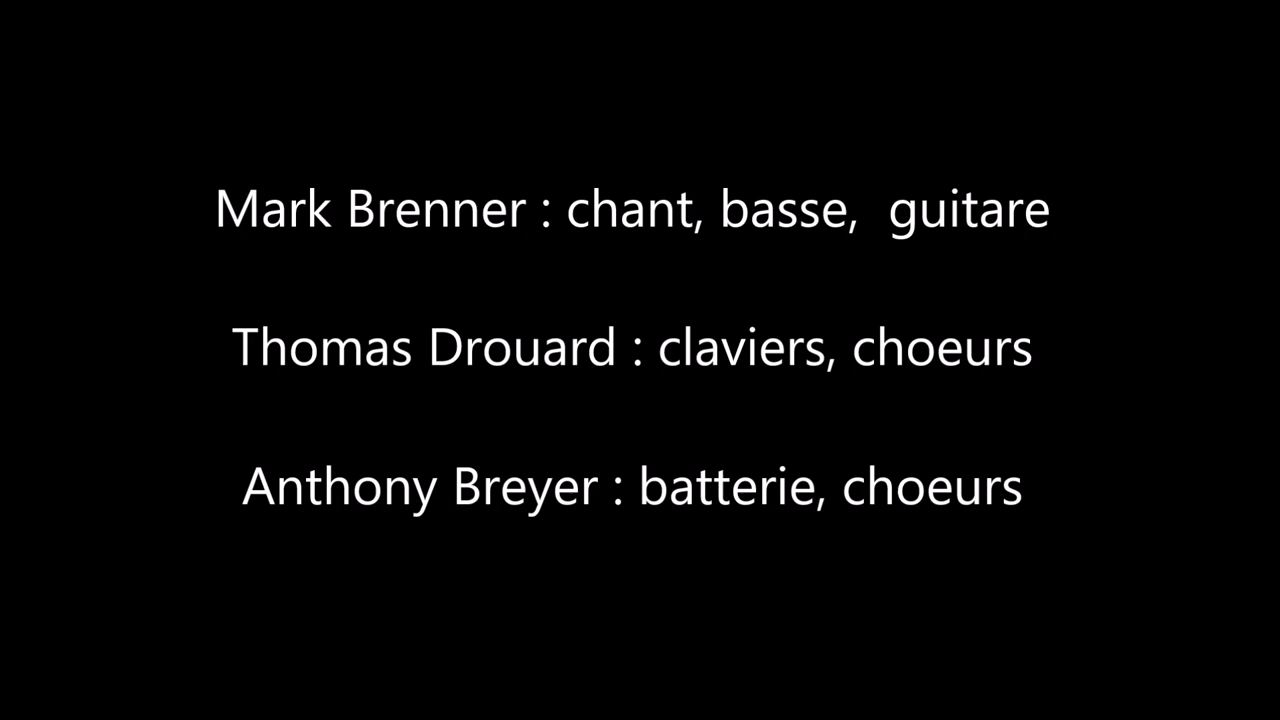 Mark Brenner : chant, basse,  guitare
Thomas Drouard : claviers, choeurs
Anthony Breyer : batterie, choeurs